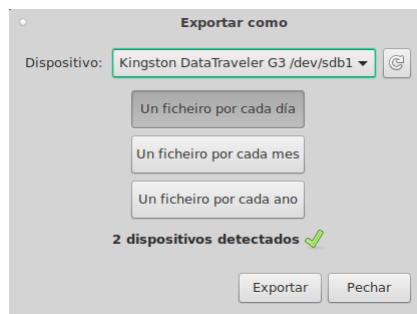 Exportar como
Dispositivo: Kingston DataTraveler G3 /dev/sdb1
Un ficheiro por cada día
Un ficheiro por cada mes
Un ficheiro por cada ano
2 dispositivos detectados
Exportar Pechar